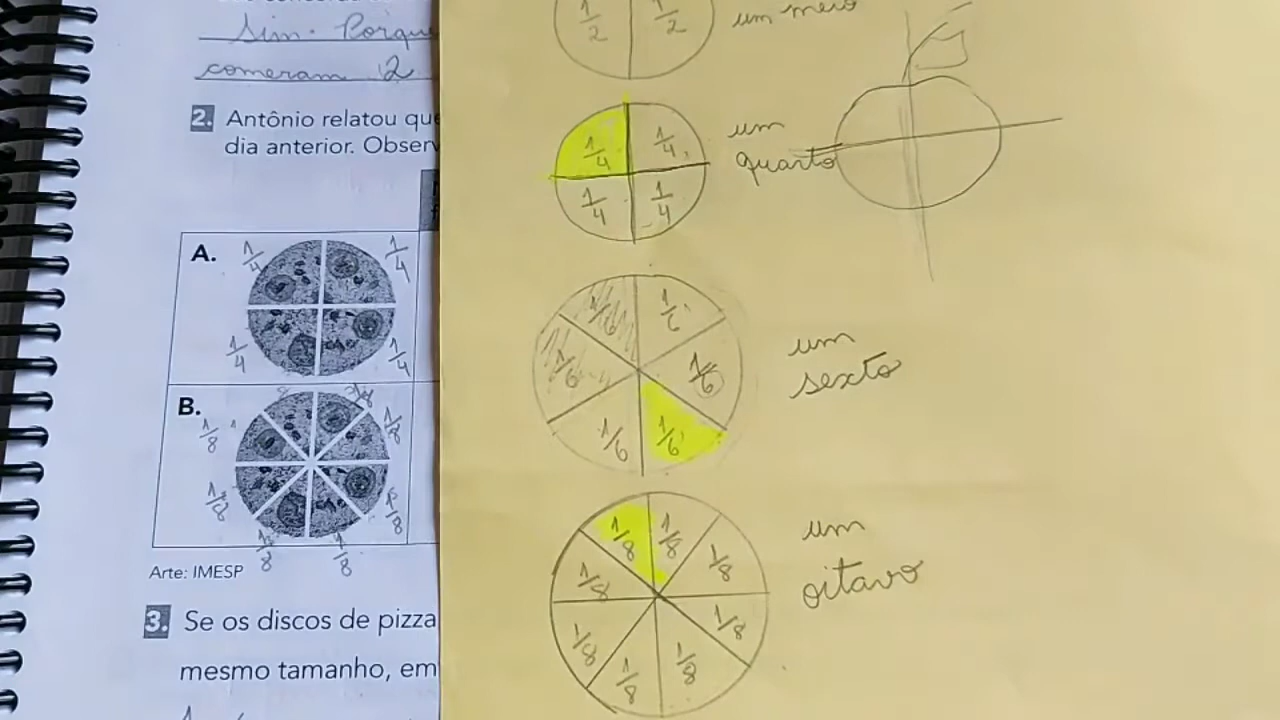 Sim. Porque
comeram 2
2. Antônio relatou que
dia anterior. Observ
A.
1/4 1/4
1/4 1/4
B.
1/8 1/8
1/8 1/8
1/8 1/8
Arte: IMESP
3. Se os discos de pizza
mesmo tamanho, em
1/2 1/2 um meio
1/4 1/4 um
quarto
1/4 1/4
1/6 1/6
1/6 1/6
1/6 1/6
um
sexto
1/8 1/8 1/8
1/8 1/8
1/8 1/8 1/8
um
oitavo